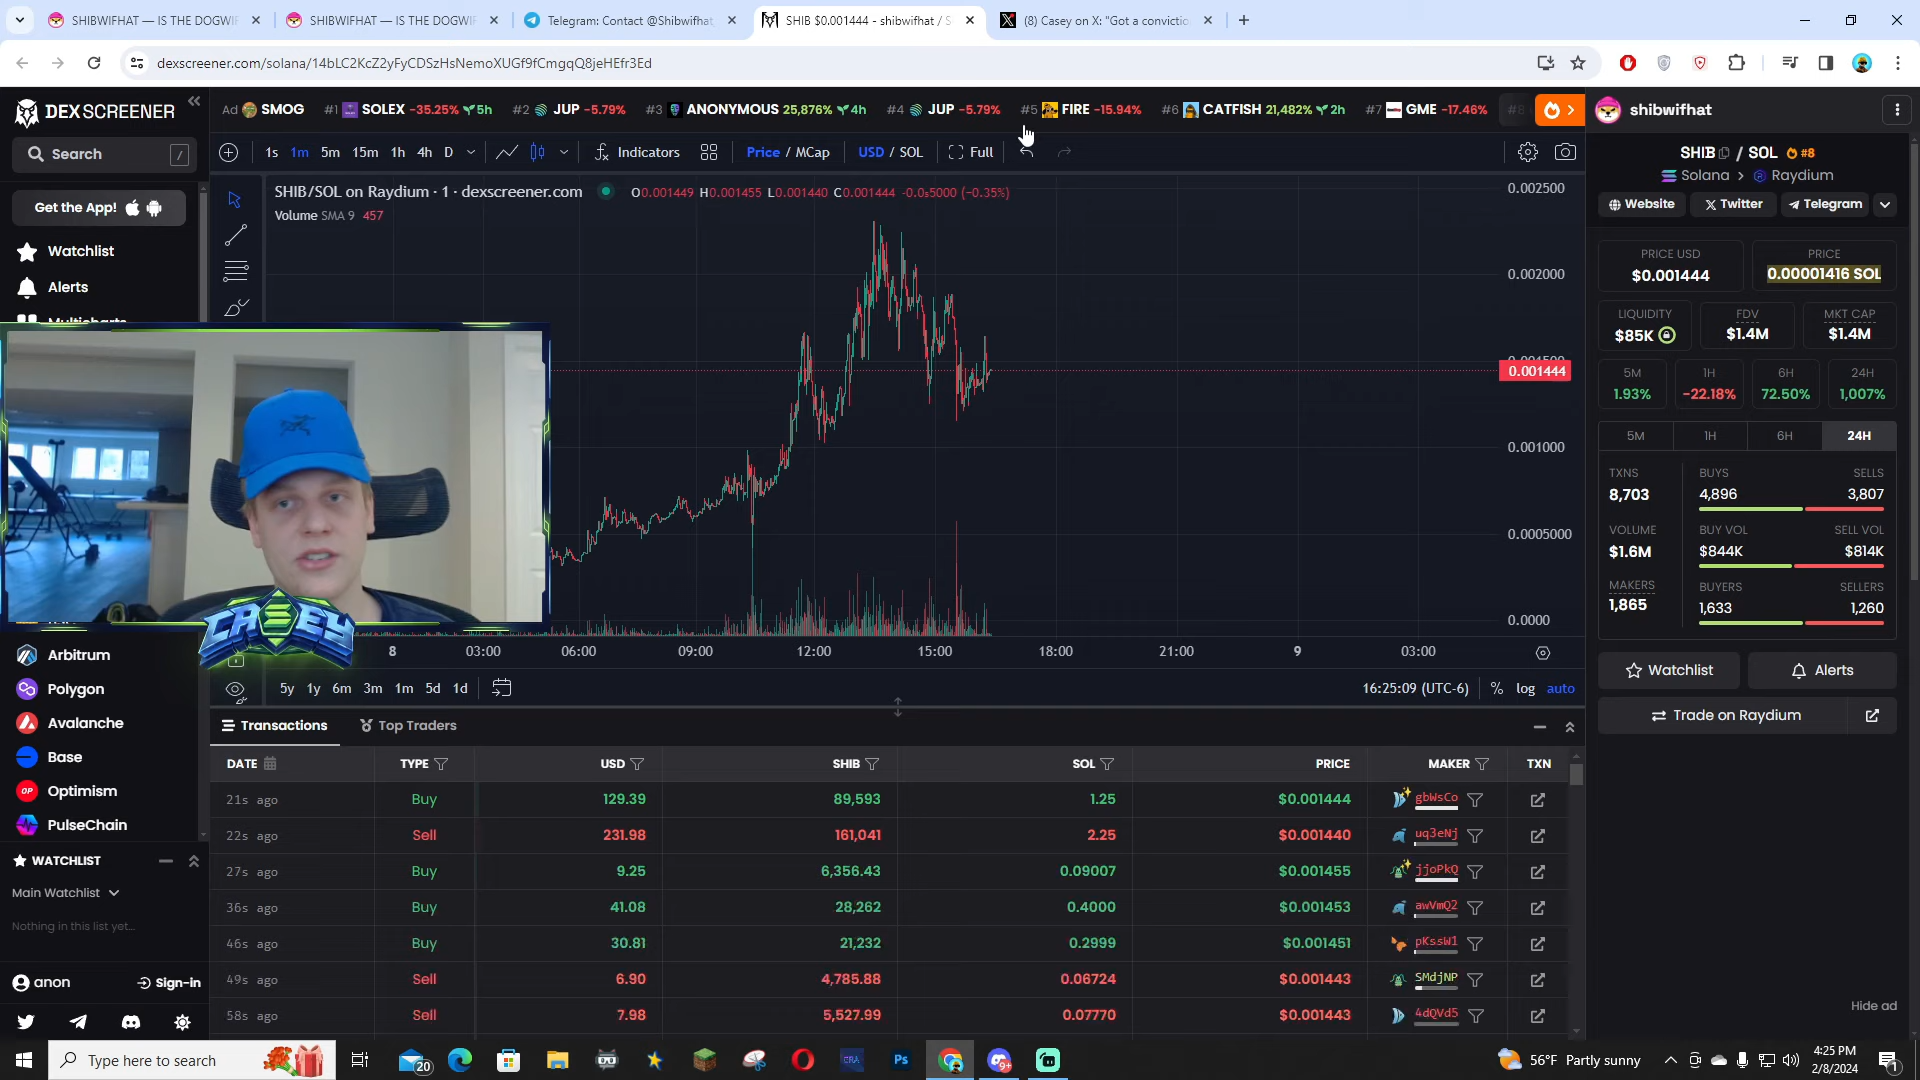 SHIBWIFHAT — IS THE DOGWIF
SHIBWIFHAT — IS THE DOGWIF
Telegram: Contact @Shibwifhat
SHIB $0.001444 - shibwifhat / S
(8) Casey on X: "Got a convictio
dexscreener.com/solana/14bLC2KcZ2yFyCDSzHsNemoXUGf9fCmgqQ8jeHEfr3Ed
DEX SCREENER
Ad SMOG #1 SOLEX -35.25% 5h #2 JUP -5.79% #3 ANONYMOUS 25,876% 4h #4 JUP -5.79% #5 FIRE -15.94% #6 CATFISH 21,482% 2h #7 GME -17.46% #8
shibwifhat
Search /
1s 1m 5m 15m 1h 4h D Indicators Price / MCap USD / SOL Full
SHIB / SOL #8
Solana > Raydium
Get the App!
Watchlist
Alerts
Multicharts
SHIB/SOL on Raydium · 1 · dexscreener.com O0.001449 H0.001455 L0.001440 C0.001444 -0.0₅5000 (-0.35%)
Volume SMA 9 457
0.002500
0.002000
0.001500
0.001444
0.001000
0.0005000
0.0000
Website Twitter Telegram
PRICE USD
$0.001444
PRICE
0.00001416 SOL
LIQUIDITY
$85K
FDV
$1.4M
MKT CAP
$1.4M
5M
1.93%
1H
-22.18%
6H
72.50%
24H
1,007%
5M 1H 6H 24H
TXNS
8,703
BUYS
4,896
SELLS
3,807
VOLUME
$1.6M
BUY VOL
$844K
SELL VOL
$814K
MAKERS
1,865
BUYERS
1,633
SELLERS
1,260
Watchlist Alerts
Trade on Raydium
CASEY
8 03:00 06:00 09:00 12:00 15:00 18:00 21:00 9 03:00
5y 1y 6m 3m 1m 5d 1d
16:25:09 (UTC-6) % log auto
Arbitrum
Polygon
Avalanche
Base
OP Optimism
PulseChain
WATCHLIST
Main Watchlist
Nothing in this list yet...
anon Sign-in
Transactions Top Traders
DATE TYPE USD SHIB SOL PRICE MAKER TXN
21s ago Buy 129.39 89,593 1.25 $0.001444 gbWsCo
22s ago Sell 231.98 161,041 2.25 $0.001440 uq3eNj
27s ago Buy 9.25 6,356.43 0.09007 $0.001455 jjoPkQ
36s ago Buy 41.08 28,262 0.4000 $0.001453 awVmQ2
46s ago Buy 30.81 21,232 0.2999 $0.001451 pKssW1
49s ago Sell 6.90 4,785.88 0.06724 $0.001443 SMdjNP
58s ago Sell 7.98 5,527.99 0.07770 $0.001443 4dQVd5
Hide ad
Type here to search
20
CRA
Ps
9+
56°F Partly sunny
4:25 PM
2/8/2024
1